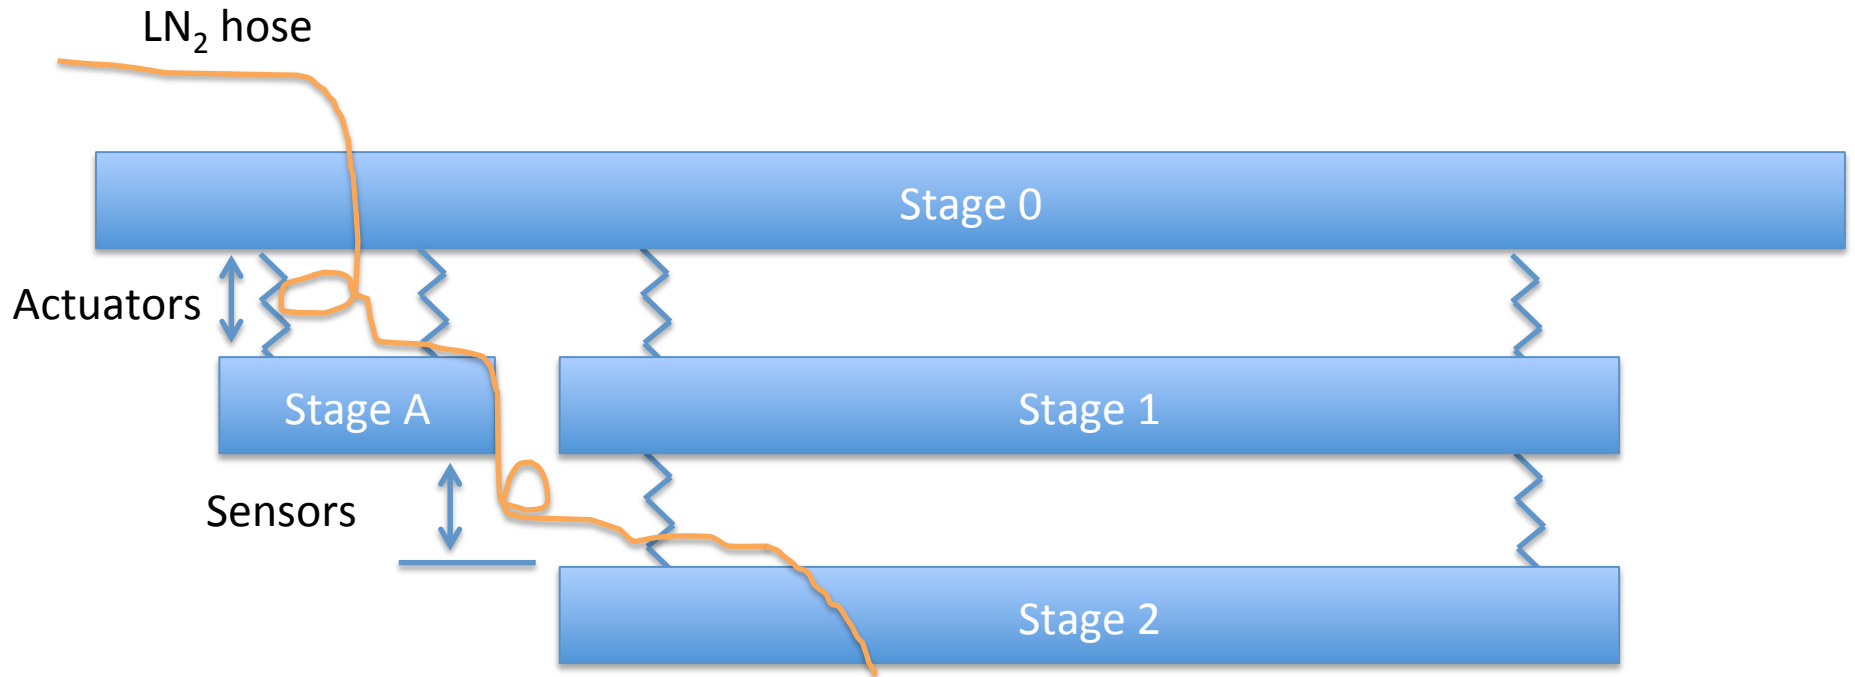 LN₂ hose
Stage 0
Actuators
Stage A
Stage 1
Sensors
Stage 2